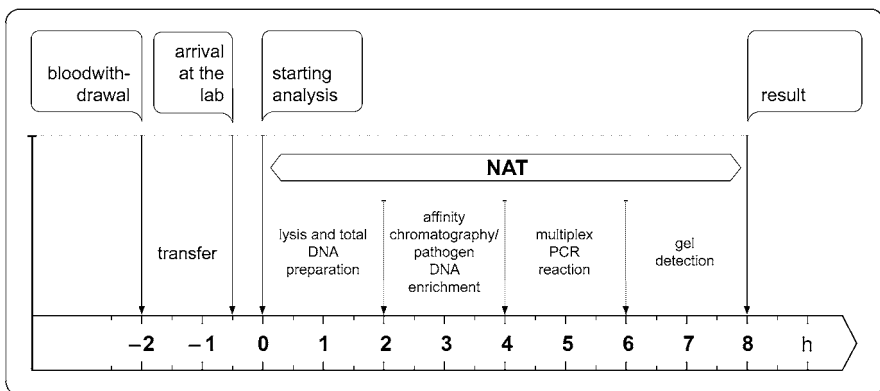 bloodwith-
drawal
arrival
at the
lab
starting
analysis
result
NAT
transfer
lysis and total
DNA
preparation
affinity
chromatography/
pathogen
DNA
enrichment
multiplex
PCR
reaction
gel
detection
–2 –1 0 1 2 3 4 5 6 7 8 h